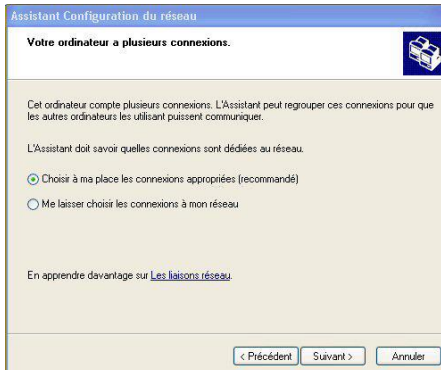 Assistant Configuration du réseau
Votre ordinateur a plusieurs connexions.
Cet ordinateur compte plusieurs connexions. L'Assistant peut regrouper ces connexions pour que
les autres ordinateurs les utilisant puissent communiquer.
L'Assistant doit savoir quelles connexions sont dédiées au réseau.
Choisir à ma place les connexions appropriées (recommandé)
Me laisser choisir les connexions à mon réseau
En apprendre davantage sur Les liaisons réseau.
< Précédent Suivant > Annuler